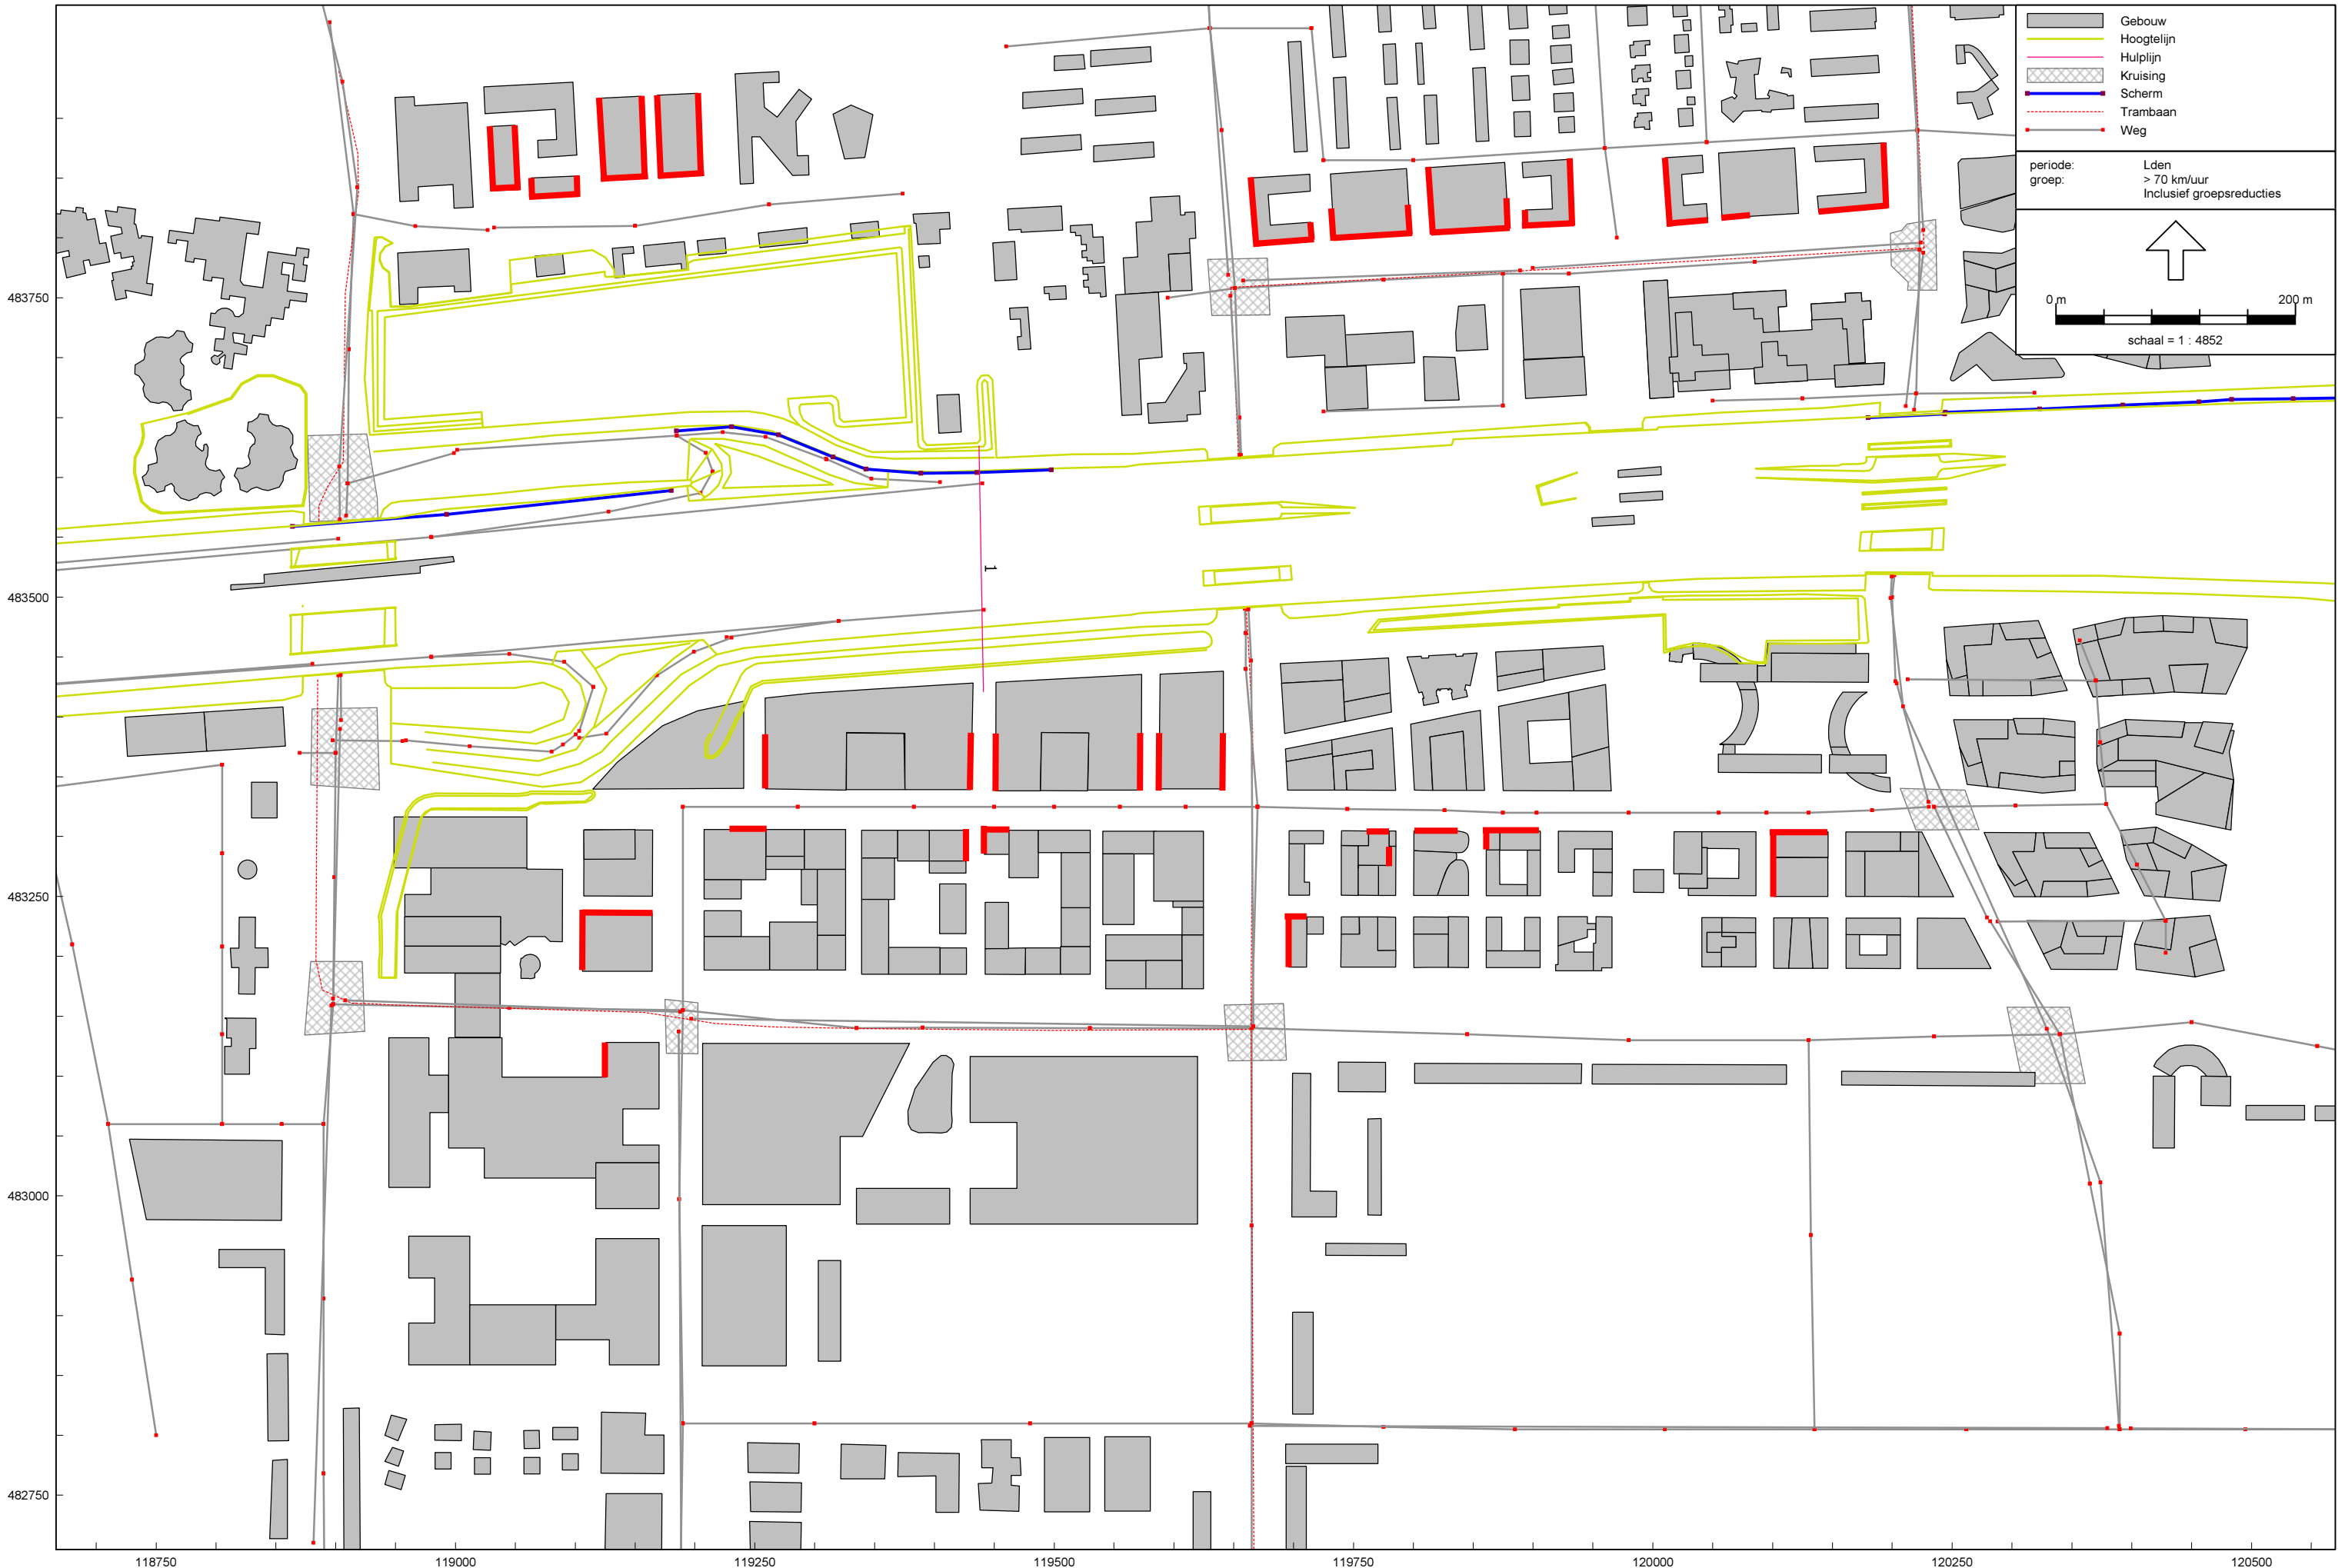 Gebouw
Hoogtelijn
Hulplijn
Kruising
Scherm
Trambaan
Weg
periode: Lden
groep: > 70 km/uur
Inclusief groepsreducties
0 m 200 m
schaal = 1 : 4852
483750
483500
1
483250
483000
482750
118750 119000 119250 119500 119750 120000 120250 120500